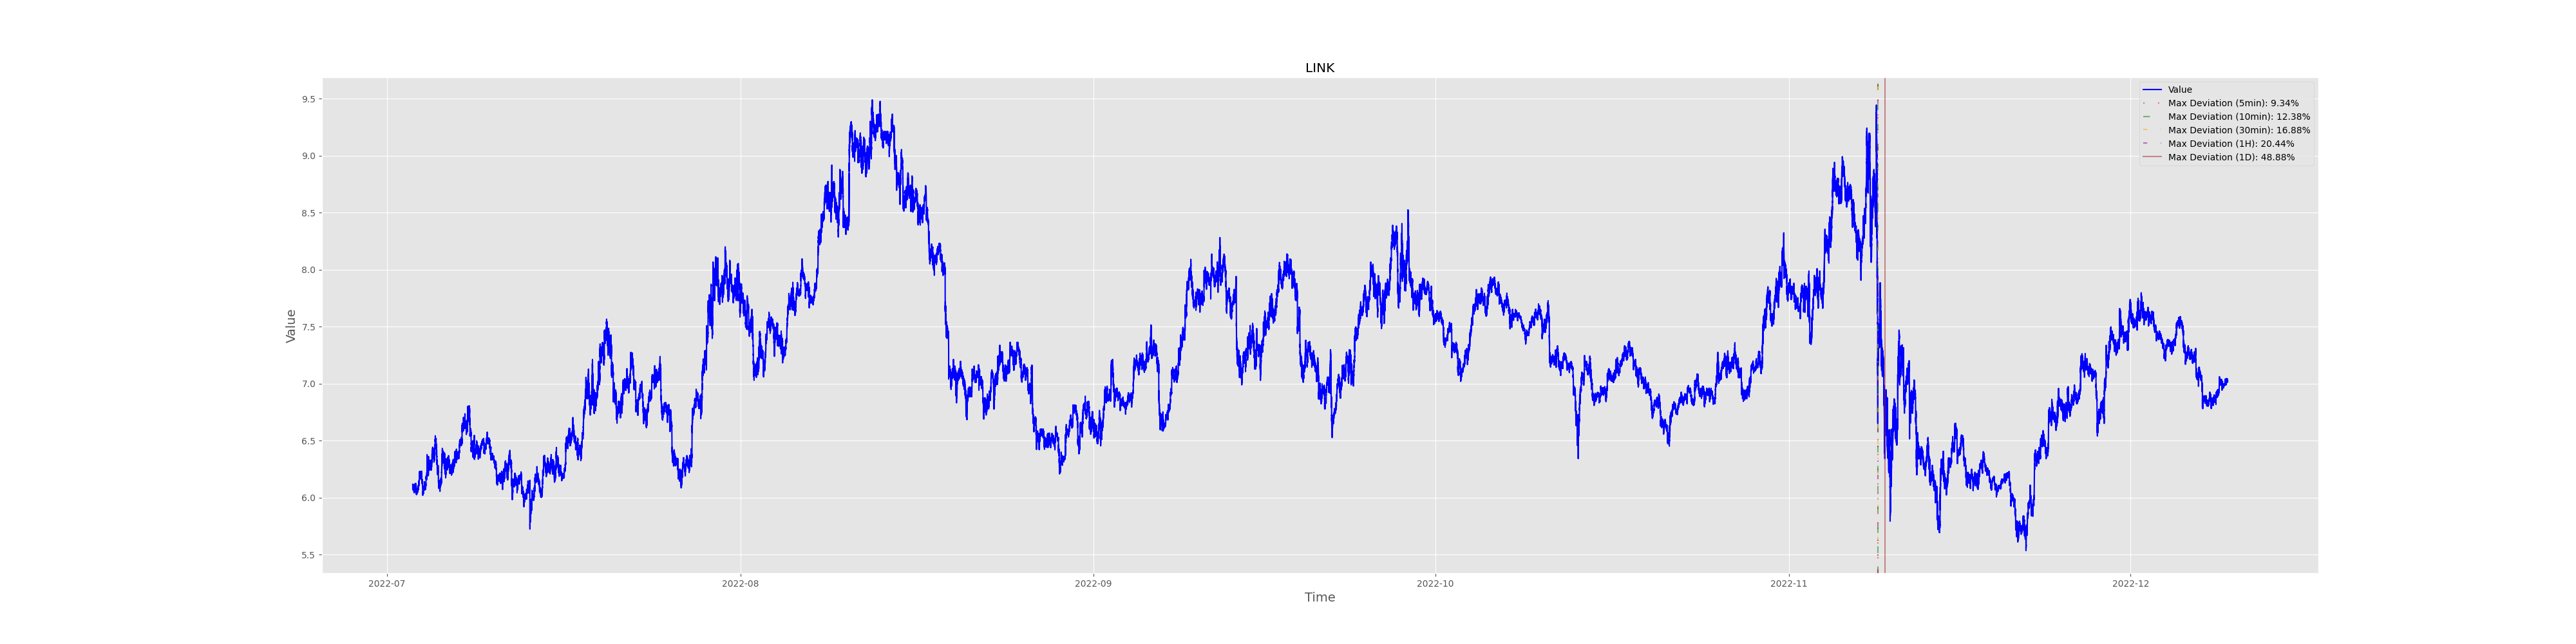 LINK
9.5
9.0
8.5
8.0
7.5
7.0
6.5
6.0
5.5
Value
Value
Max Deviation (5min): 9.34%
Max Deviation (10min): 12.38%
Max Deviation (30min): 16.88%
Max Deviation (1H): 20.44%
Max Deviation (1D): 48.88%
2022-07
2022-08
2022-09
2022-10
2022-11
2022-12
Time